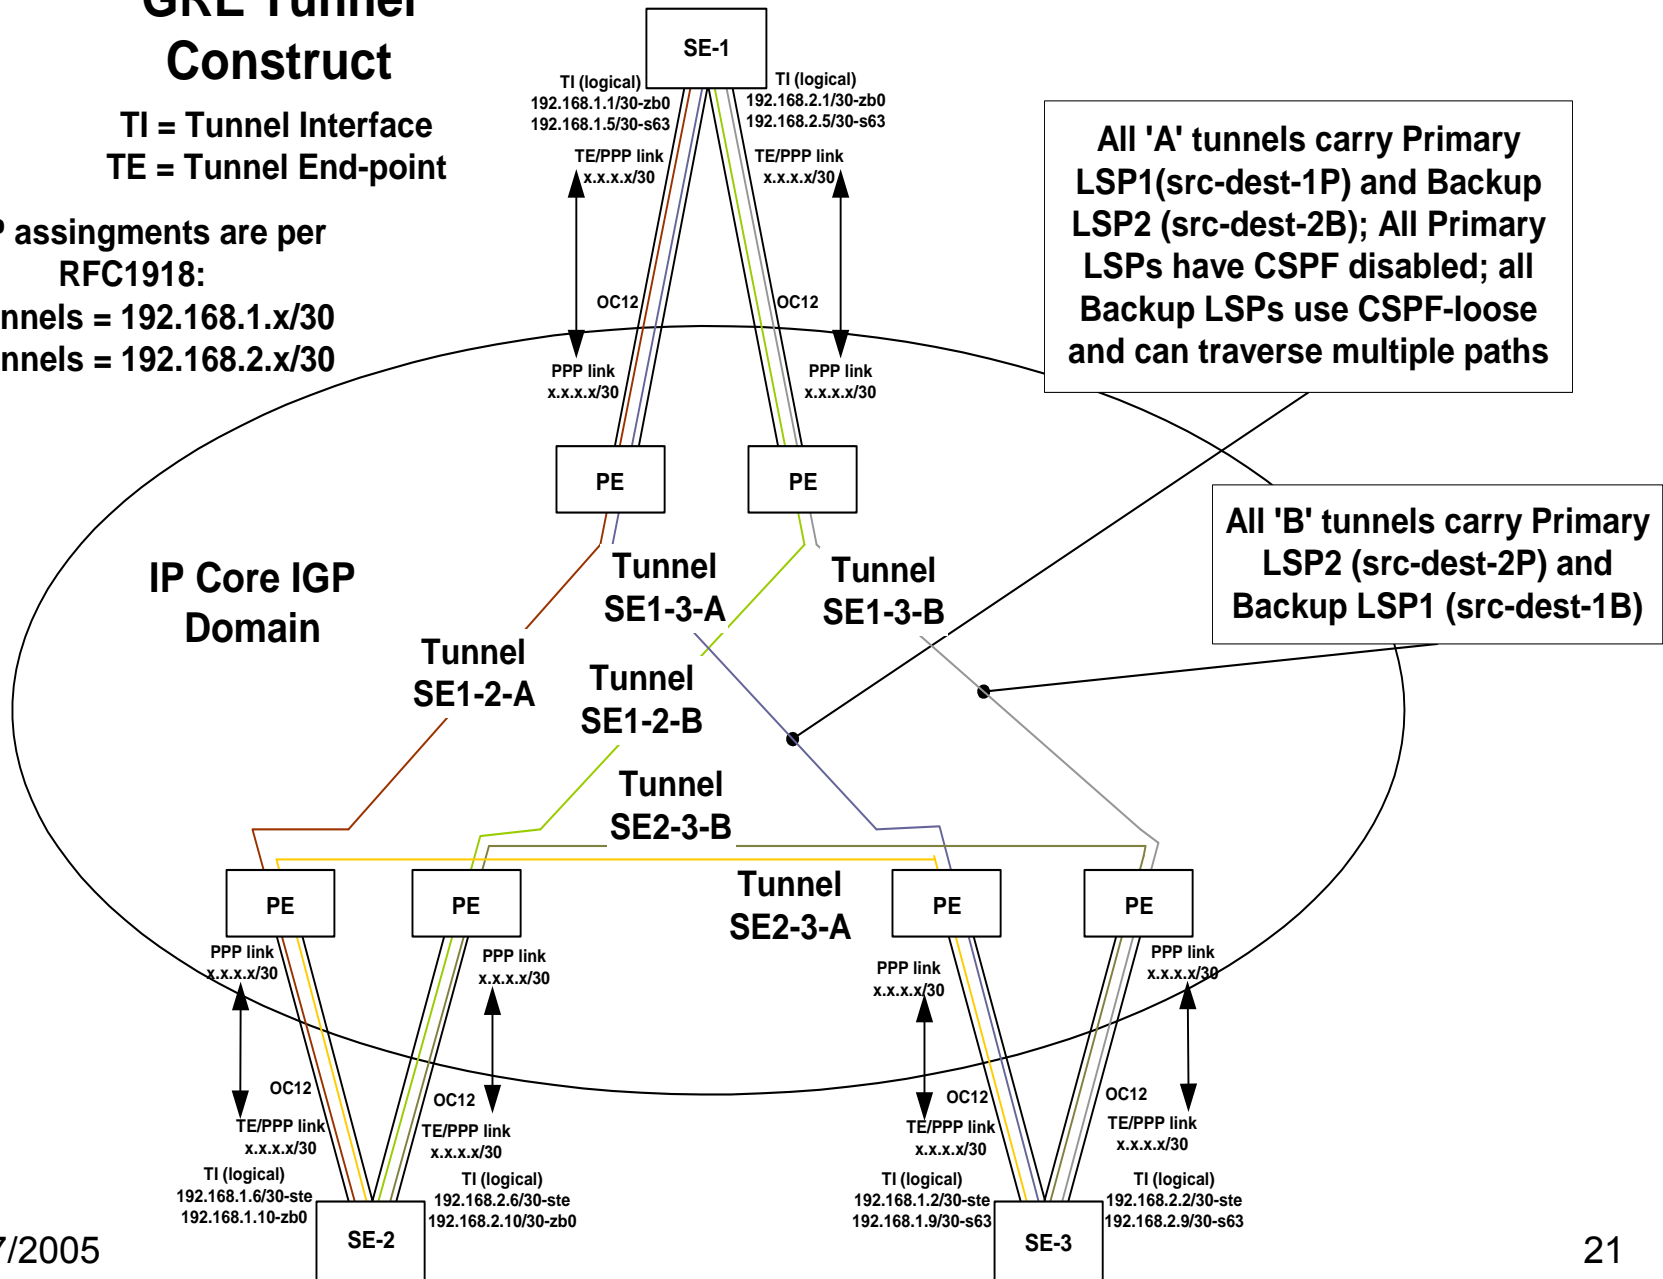 GRE Tunnel
Construct
TI = Tunnel Interface
TE = Tunnel End-point
P assingments are per
RFC1918:
nnels = 192.168.1.x/30
nnels = 192.168.2.x/30
SE-1
TI (logical)
192.168.1.1/30-zb0
192.168.1.5/30-s63
TI (logical)
192.168.2.1/30-zb0
192.168.2.5/30-s63
TE/PPP link
x.x.x.x/30
TE/PPP link
x.x.x.x/30
OC12
OC12
PPP link
x.x.x.x/30
PPP link
x.x.x.x/30
All 'A' tunnels carry Primary
LSP1(src-dest-1P) and Backup
LSP2 (src-dest-2B); All Primary
LSPs have CSPF disabled; all
Backup LSPs use CSPF-loose
and can traverse multiple paths
PE
PE
All 'B' tunnels carry Primary
LSP2 (src-dest-2P) and
Backup LSP1 (src-dest-1B)
IP Core IGP
Domain
Tunnel
SE1-3-A
Tunnel
SE1-3-B
Tunnel
SE1-2-A
Tunnel
SE1-2-B
Tunnel
SE2-3-B
Tunnel
SE2-3-A
PE
PE
PE
PE
PPP link
x.x.x.x/30
PPP link
x.x.x.x/30
PPP link
x.x.x.x/30
PPP link
x.x.x.x/30
OC12
OC12
OC12
OC12
TE/PPP link
x.x.x.x/30
TE/PPP link
x.x.x.x/30
TE/PPP link
x.x.x.x/30
TE/PPP link
x.x.x.x/30
TI (logical)
192.168.1.6/30-ste
192.168.1.10-zb0
TI (logical)
192.168.2.6/30-ste
192.168.2.10/30-zb0
TI (logical)
192.168.1.2/30-ste
192.168.1.9/30-s63
TI (logical)
192.168.2.2/30-ste
192.168.2.9/30-s63
SE-2
SE-3
7/2005
21